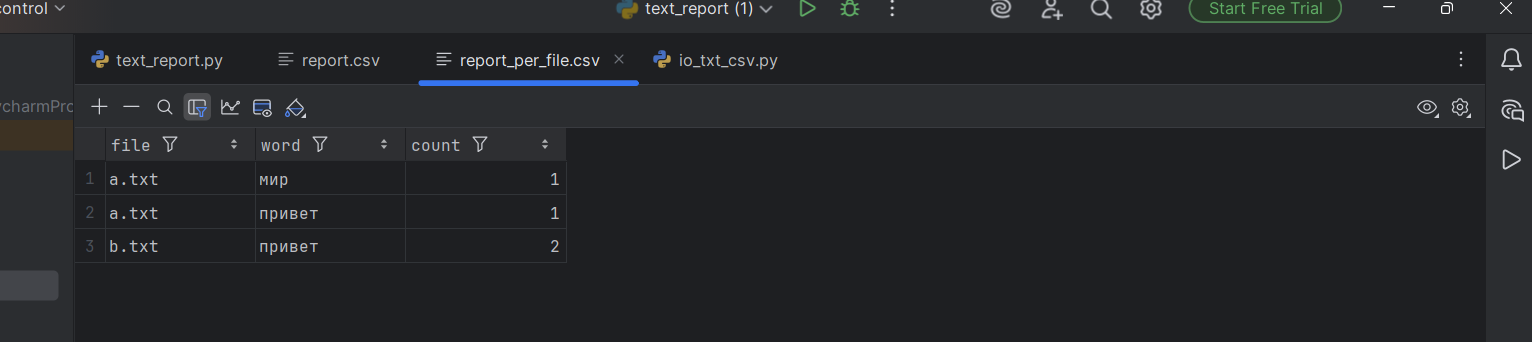 control text_report (1) Start Free Trial
text_report.py report.csv report_per_file.csv io_txt_csv.py
ycharmPro
file word count
1 a.txt мир 1
2 a.txt привет 1
3 b.txt привет 2